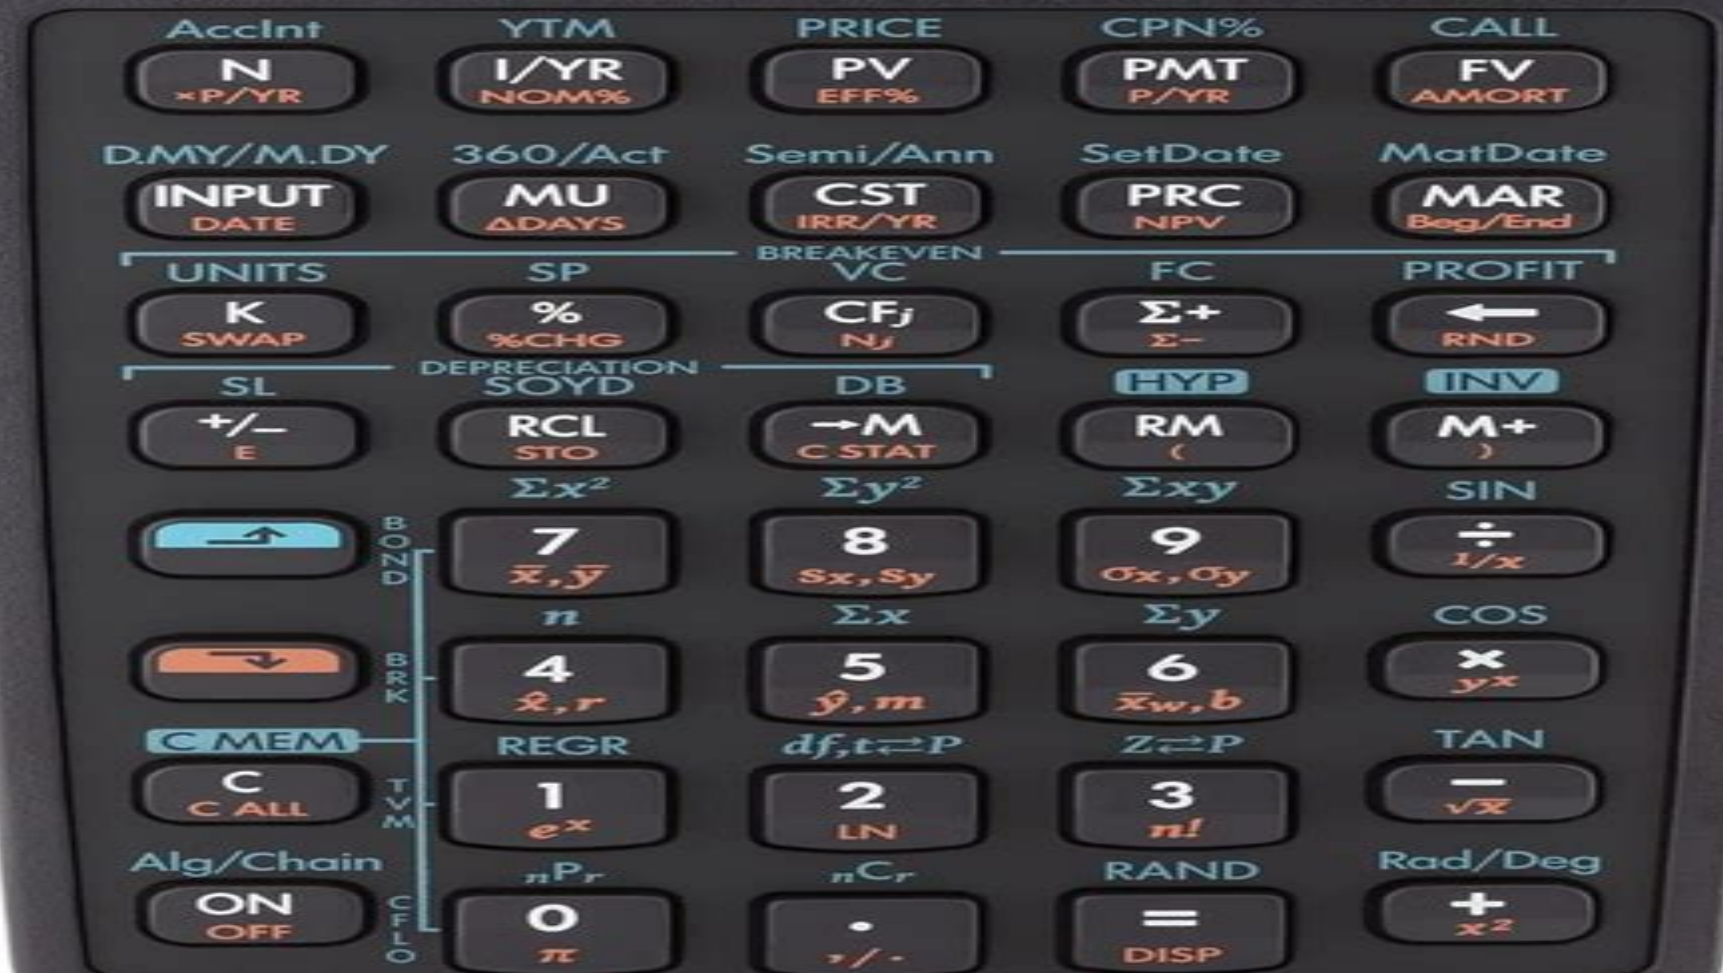 AccInt YTM PRICE CPN% CALL
N I/YR PV PMT FV
×P/YR NOM% EFF% P/YR AMORT
D.MY/M.DY 360/Act Semi/Ann SetDate MatDate
INPUT MU CST PRC MAR
DATE ΔDAYS IRR/YR NPV Beg/End
BREAKEVEN
UNITS SP VC FC PROFIT
K % CFj Σ+ ←
SWAP %CHG Nj Σ− RND
DEPRECIATION
SL SOYD DB HYP INV
+/− RCL →M RM M+
E STO C STAT ( )
Σx² Σy² Σxy SIN
BOND
7 8 9 ÷
x̄,ȳ sx,sy σx,σy 1/x
n Σx Σy COS
BRK
4 5 6 ×
x̂,r ŷ,m x̄w,b yˣ
C MEM REGR df,t⇄P Z⇄P TAN
TVM
C 1 2 3 −
C ALL eˣ LN n! √x
Alg/Chain nPr nCr RAND Rad/Deg
CFLO
ON 0 · = +
OFF π ,/. DISP x²